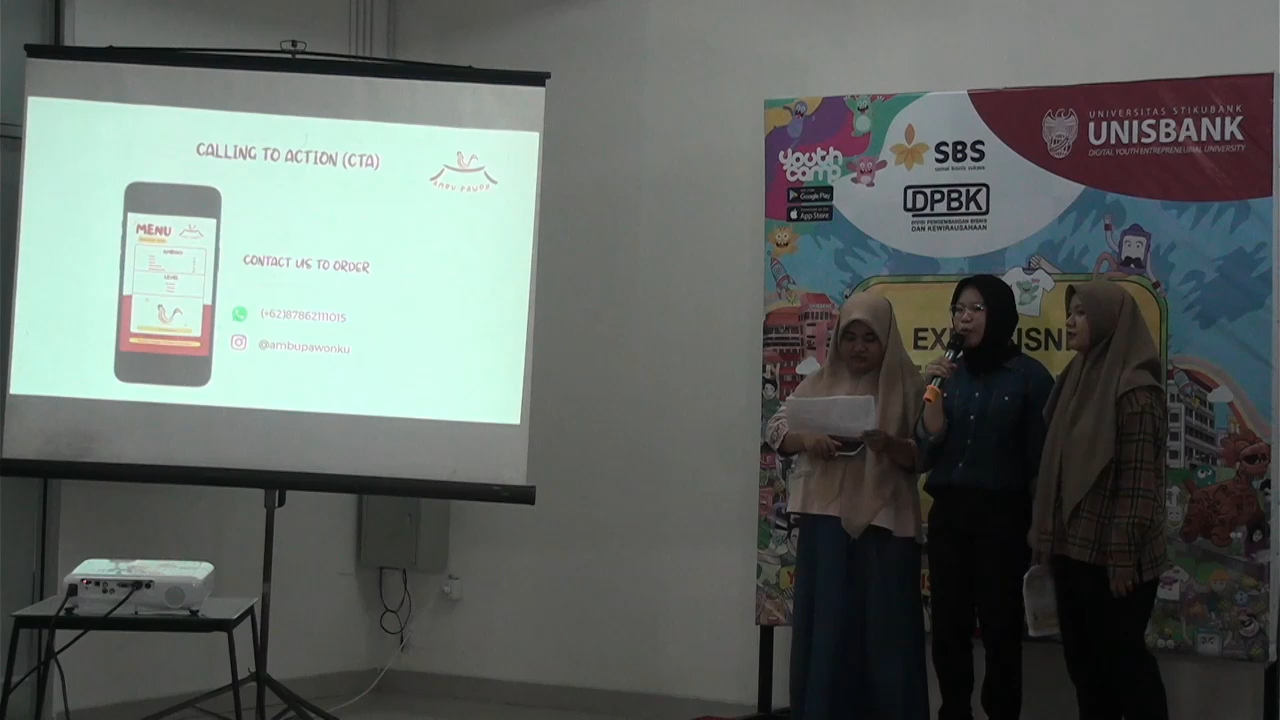 CALLING TO ACTION (CTA)
AMBU PAWON
MENU
CONTACT US TO ORDER
(+62)87862111015
@ambupawonku
youth camp
Google Play
App Store
SBS
DPBK
DIVISI PENGEMBANGAN BISNIS
DAN KEWIRAUSAHAAN
UNIVERSITAS STIKUBANK
UNISBANK
DIGITAL YOUTH ENTREPRENEURIAL UNIVERSITY